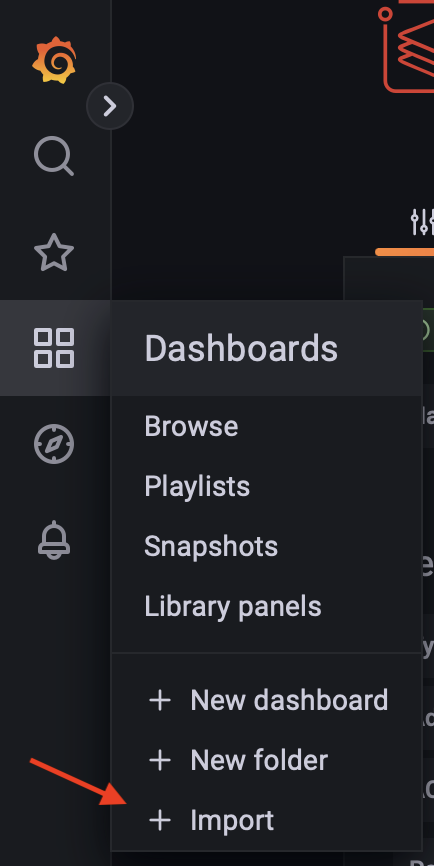 Dashboards
Browse
Playlists
Snapshots
Library panels
New dashboard
New folder
Import